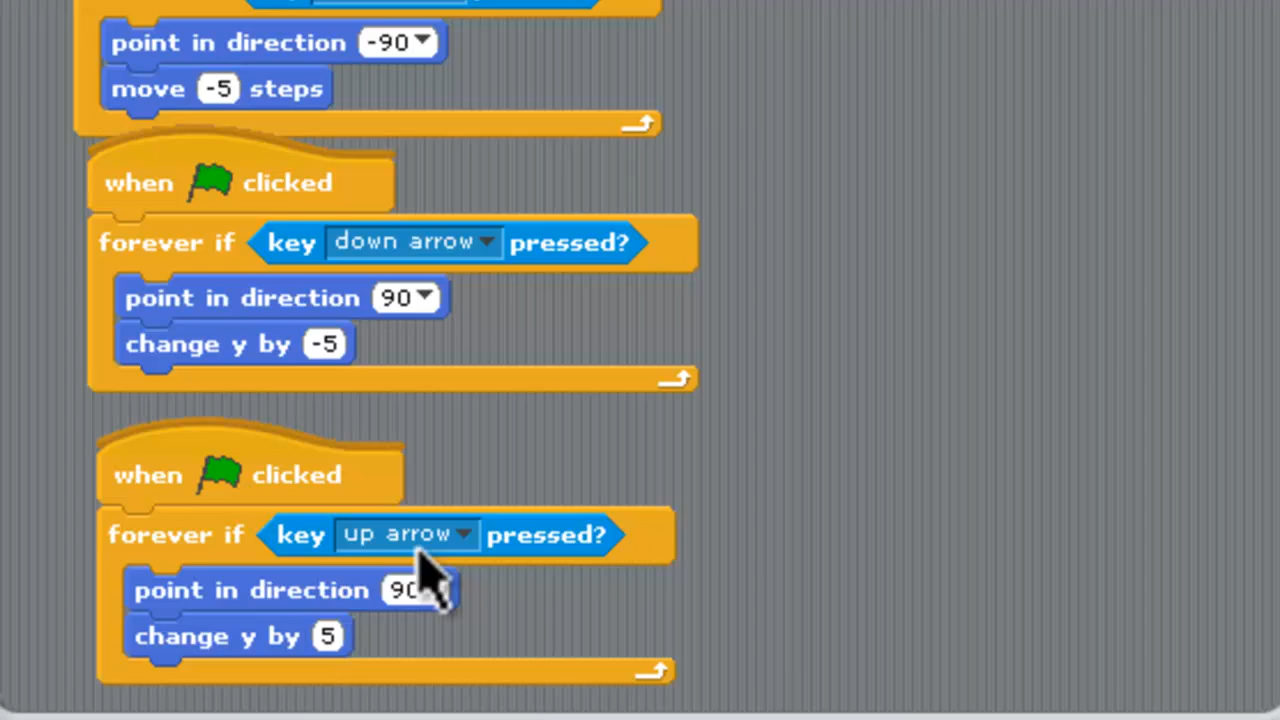 point in direction -90
move -5 steps
when clicked
forever if key down arrow pressed?
point in direction 90
change y by -5
when clicked
forever if key up arrow pressed?
point in direction 90
change y by 5